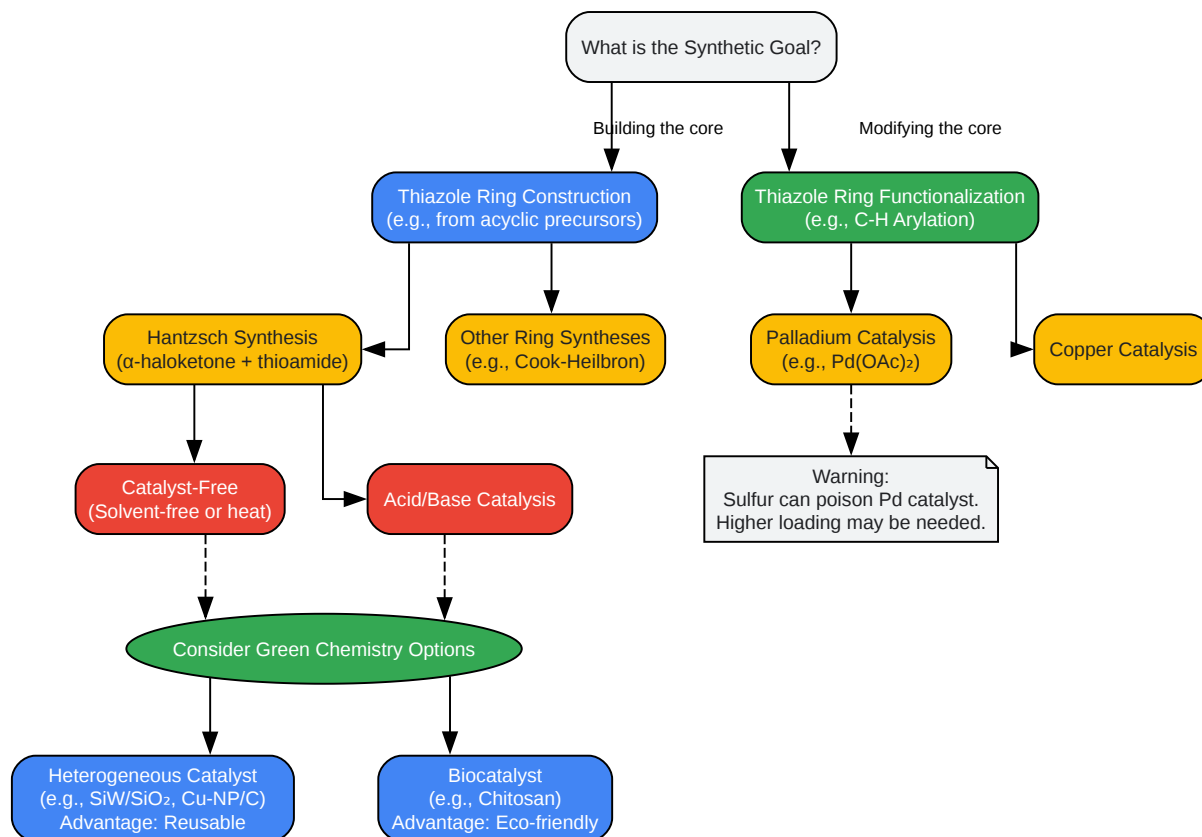 What is the Synthetic Goal?
Building the core
Modifying the core
Thiazole Ring Construction
(e.g., from acyclic precursors)
Thiazole Ring Functionalization
(e.g., C-H Arylation)
Hantzsch Synthesis
(α-haloketone + thioamide)
Other Ring Syntheses
(e.g., Cook-Heilbron)
Palladium Catalysis
(e.g., Pd(OAc)₂)
Copper Catalysis
Catalyst-Free
(Solvent-free or heat)
Acid/Base Catalysis
Warning:
Sulfur can poison Pd catalyst.
Higher loading may be needed.
Consider Green Chemistry Options
Heterogeneous Catalyst
(e.g., SiW/SiO₂, Cu-NP/C)
Advantage: Reusable
Biocatalyst
(e.g., Chitosan)
Advantage: Eco-friendly